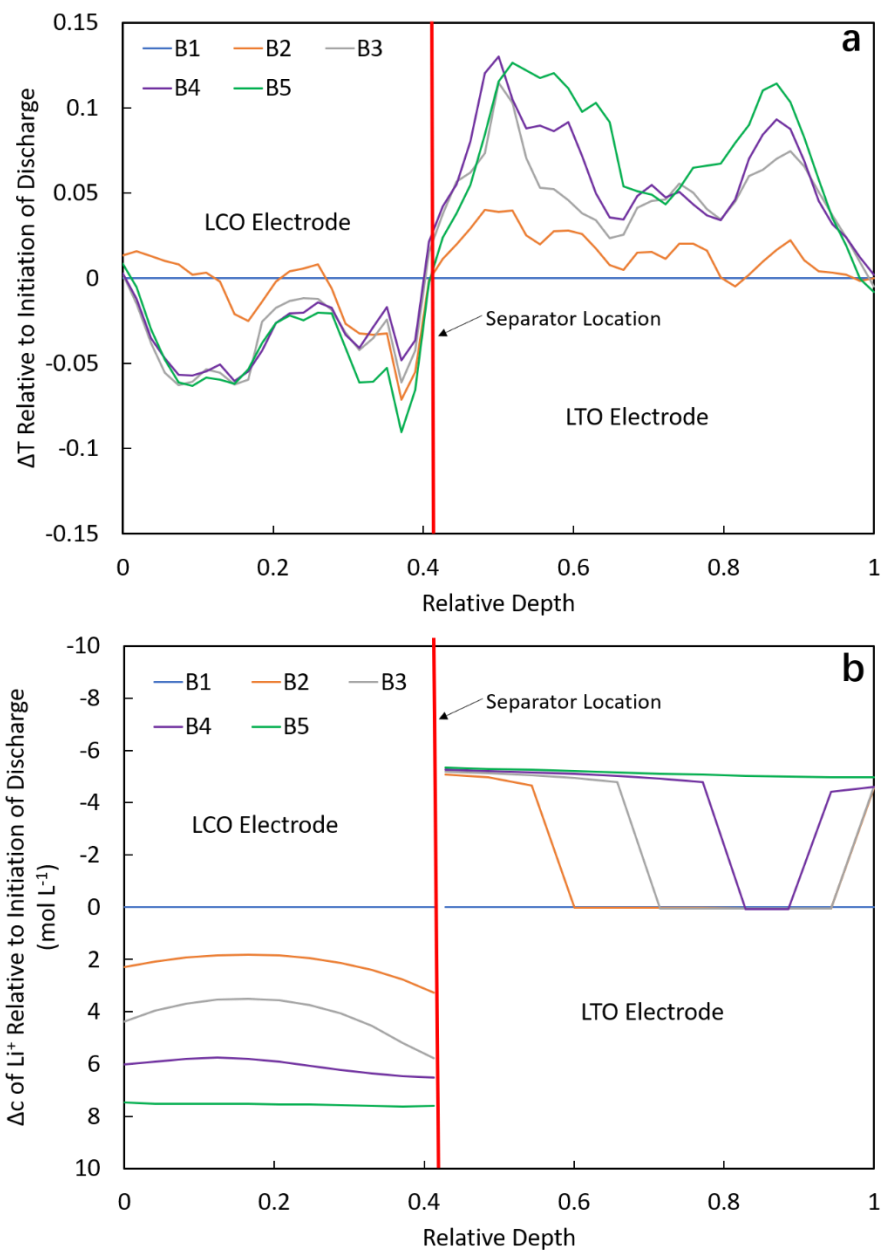 a
B1 B2 B3
B4 B5
LCO Electrode
Separator Location
LTO Electrode
0.15
0.1
0.05
0
-0.05
-0.1
-0.15
ΔT Relative to Initiation of Discharge
0 0.2 0.4 0.6 0.8 1
Relative Depth
b
B1 B2 B3
B4 B5
Separator Location
LCO Electrode
LTO Electrode
-10
-8
-6
-4
-2
0
2
4
6
8
10
Δc of Li⁺ Relative to Initiation of Discharge
(mol L⁻¹)
0 0.2 0.4 0.6 0.8 1
Relative Depth